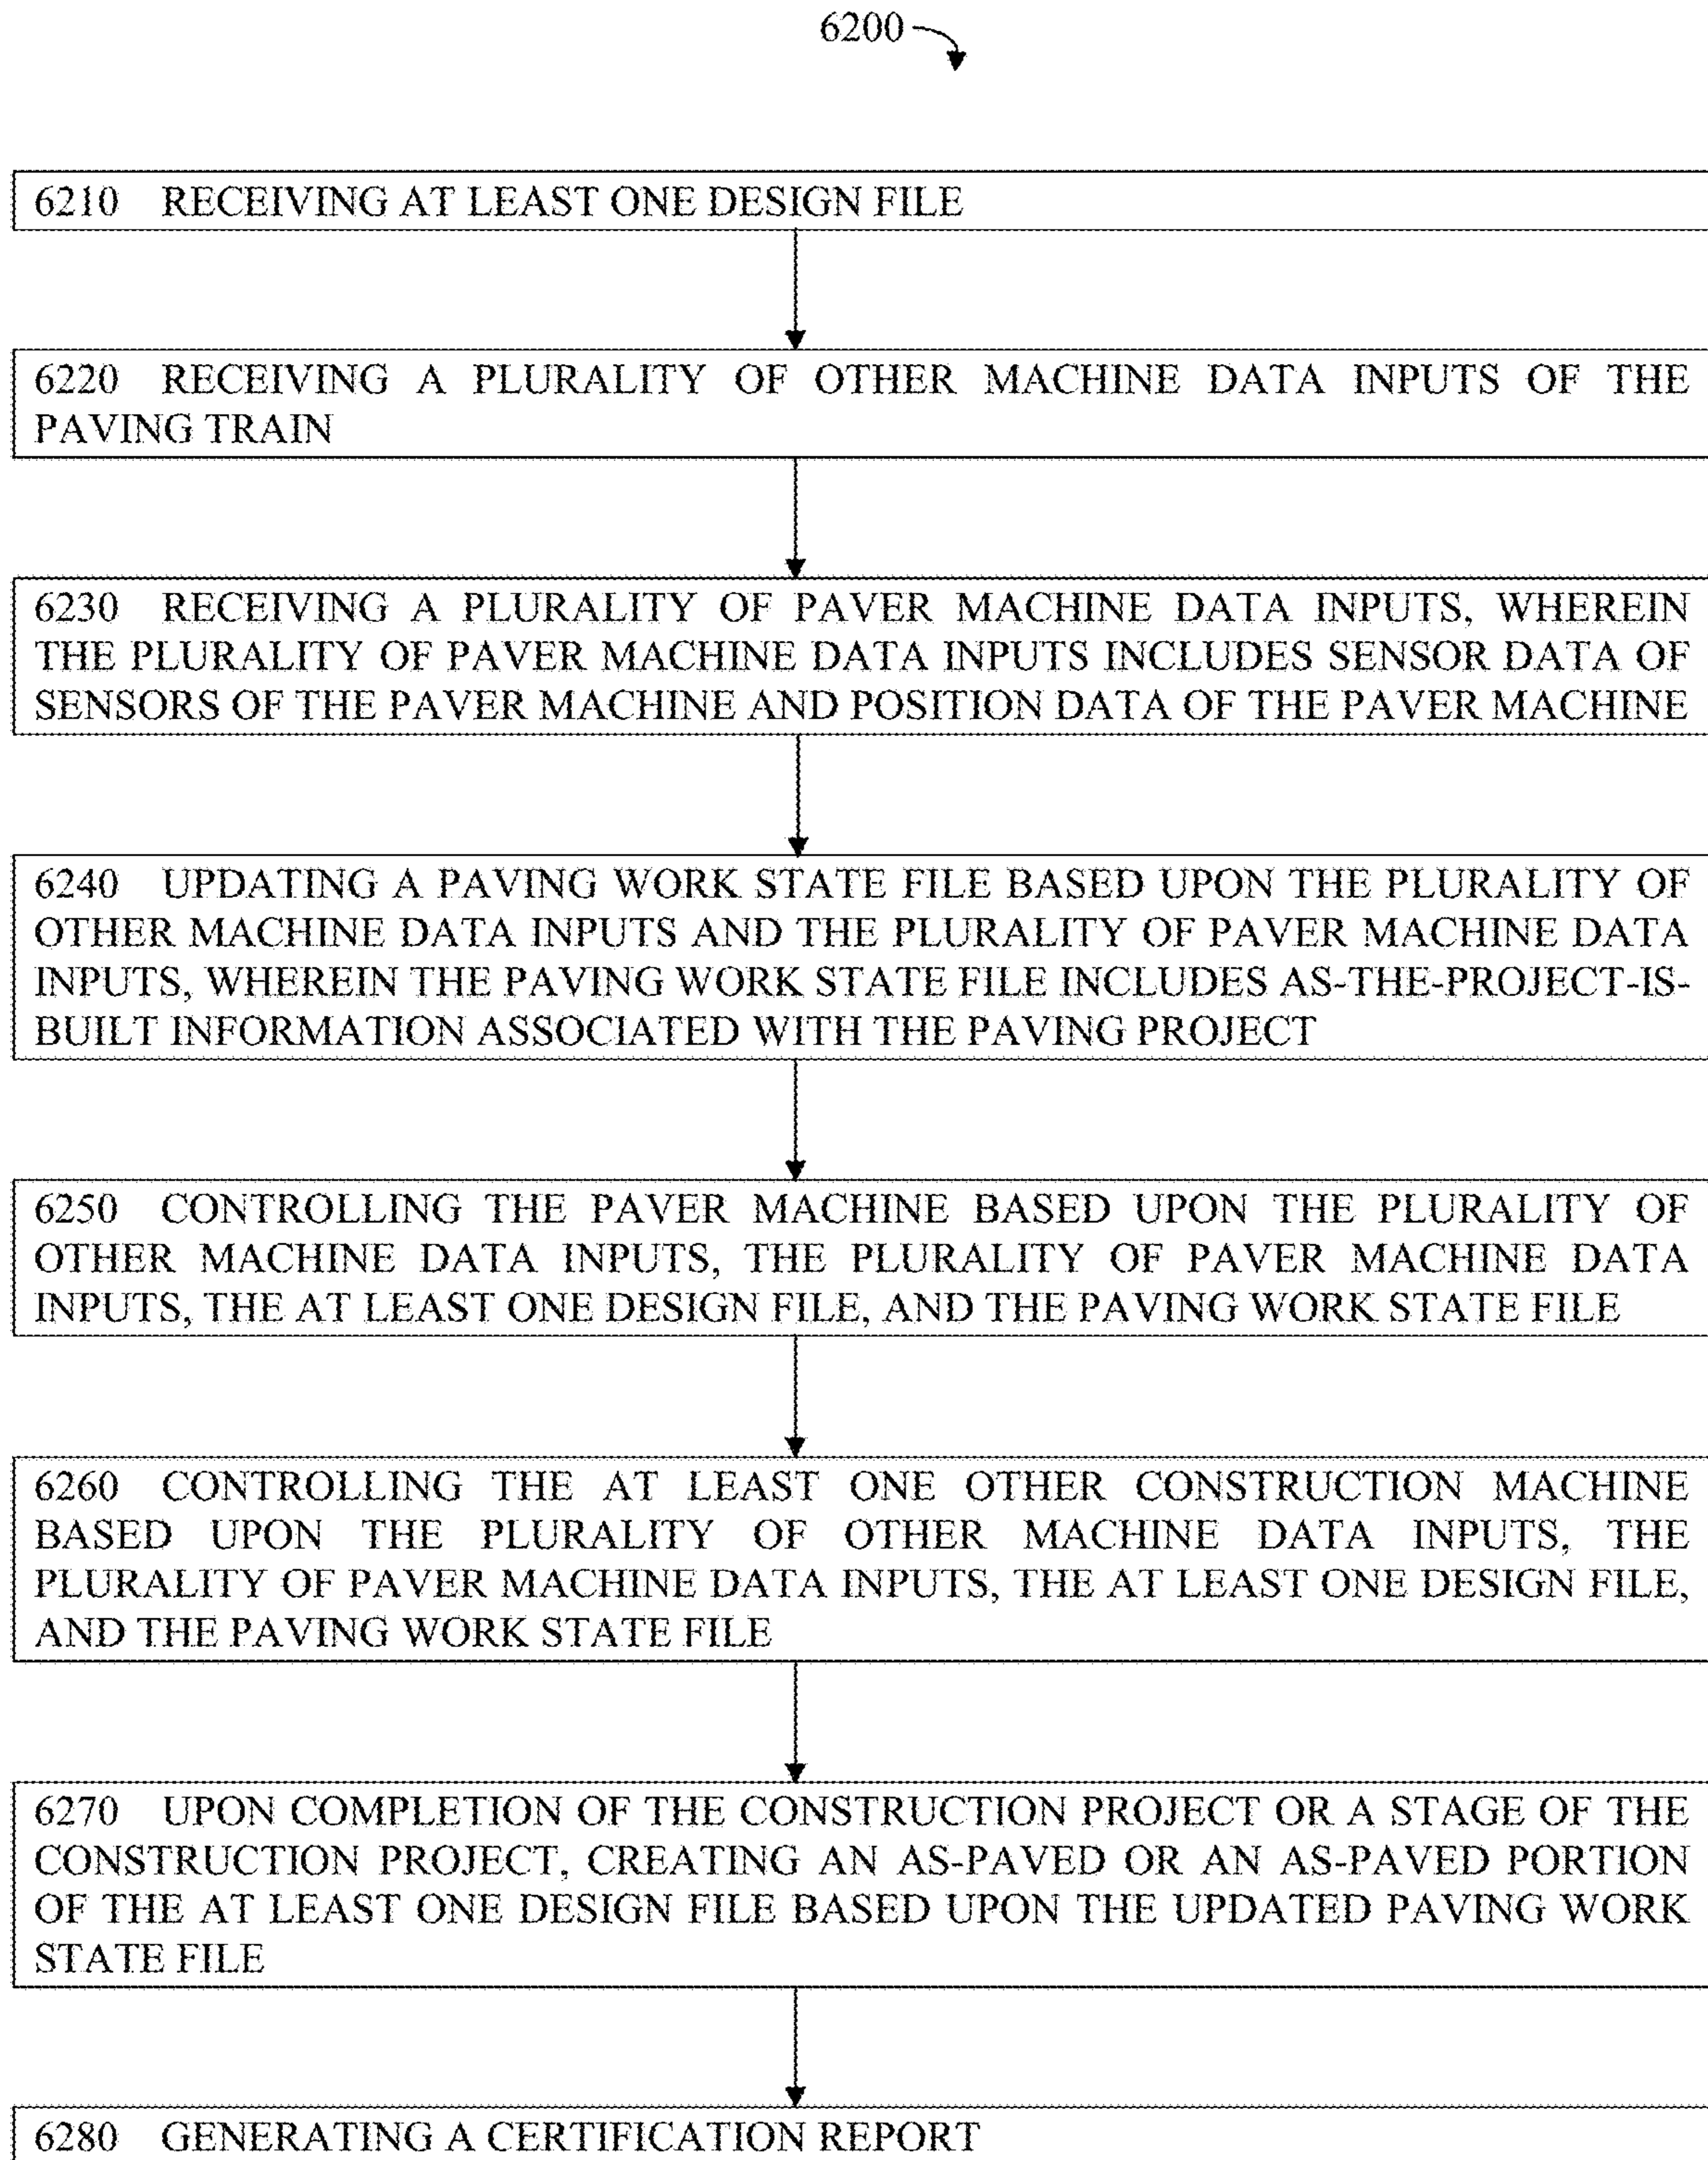 6200
6210 RECEIVING AT LEAST ONE DESIGN FILE
6220 RECEIVING A PLURALITY OF OTHER MACHINE DATA INPUTS OF THE
PAVING TRAIN
6230 RECEIVING A PLURALITY OF PAVER MACHINE DATA INPUTS, WHEREIN
THE PLURALITY OF PAVER MACHINE DATA INPUTS INCLUDES SENSOR DATA OF
SENSORS OF THE PAVER MACHINE AND POSITION DATA OF THE PAVER MACHINE
6240 UPDATING A PAVING WORK STATE FILE BASED UPON THE PLURALITY OF
OTHER MACHINE DATA INPUTS AND THE PLURALITY OF PAVER MACHINE DATA
INPUTS, WHEREIN THE PAVING WORK STATE FILE INCLUDES AS-THE-PROJECT-IS-
BUILT INFORMATION ASSOCIATED WITH THE PAVING PROJECT
6250 CONTROLLING THE PAVER MACHINE BASED UPON THE PLURALITY OF
OTHER MACHINE DATA INPUTS, THE PLURALITY OF PAVER MACHINE DATA
INPUTS, THE AT LEAST ONE DESIGN FILE, AND THE PAVING WORK STATE FILE
6260 CONTROLLING THE AT LEAST ONE OTHER CONSTRUCTION MACHINE
BASED UPON THE PLURALITY OF OTHER MACHINE DATA INPUTS, THE
PLURALITY OF PAVER MACHINE DATA INPUTS, THE AT LEAST ONE DESIGN FILE,
AND THE PAVING WORK STATE FILE
6270 UPON COMPLETION OF THE CONSTRUCTION PROJECT OR A STAGE OF THE
CONSTRUCTION PROJECT, CREATING AN AS-PAVED OR AN AS-PAVED PORTION
OF THE AT LEAST ONE DESIGN FILE BASED UPON THE UPDATED PAVING WORK
STATE FILE
6280 GENERATING A CERTIFICATION REPORT